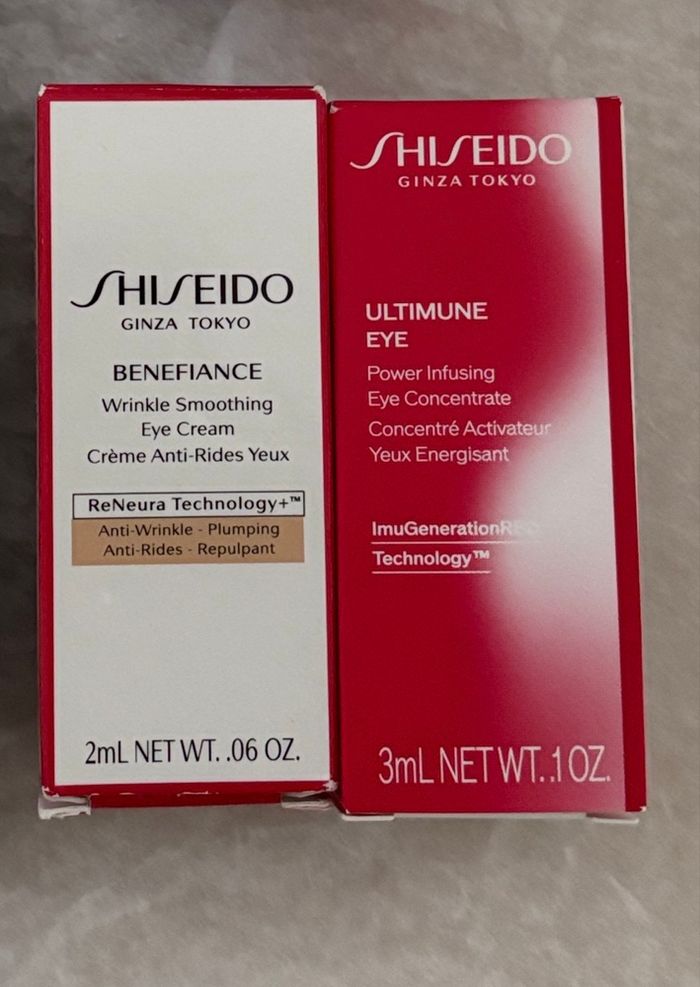 SHISEIDO
GINZA TOKYO
BENEFIANCE
Wrinkle Smoothing
Eye Cream
Crème Anti-Rides Yeux
ReNeura Technology+™
Anti-Wrinkle - Plumping
Anti-Rides - Repulpant
2mL NET WT. .06 OZ.
SHISEIDO
GINZA TOKYO
ULTIMUNE
EYE
Power Infusing
Eye Concentrate
Concentré Activateur
Yeux Energisant
ImuGenerationRED
Technology™
3mL NET WT. .1 OZ.